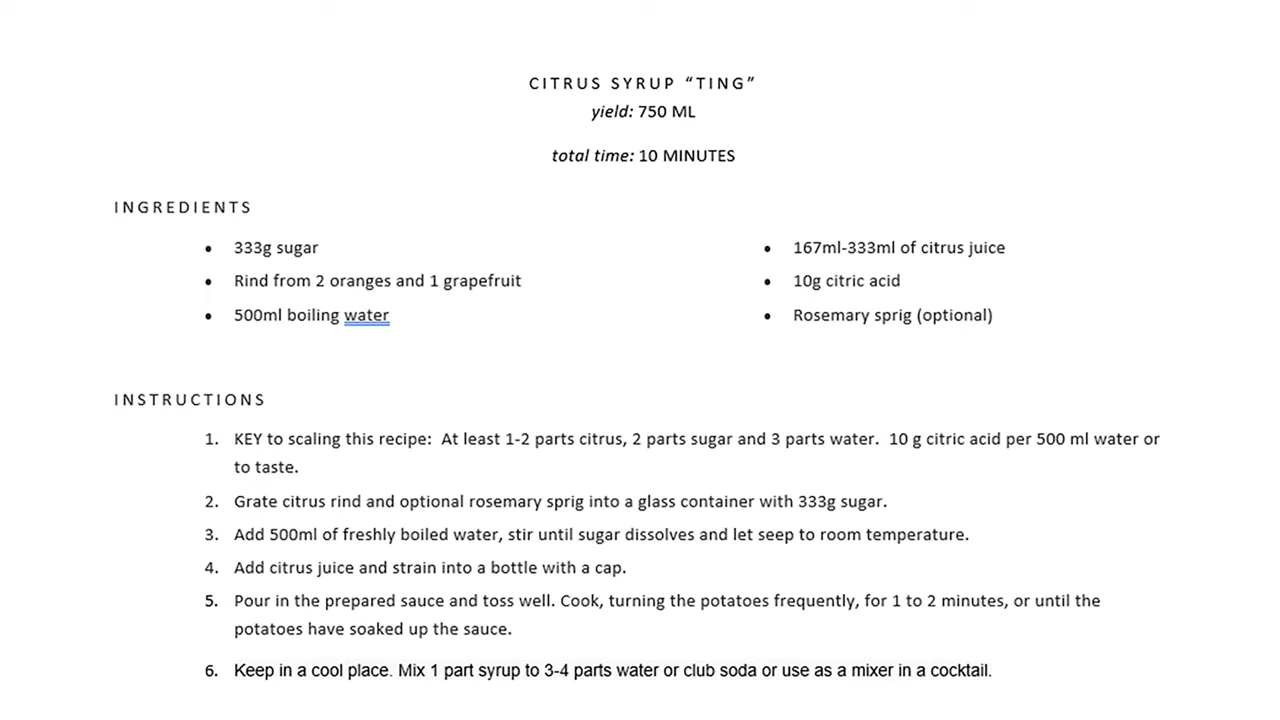 CITRUS SYRUP “TING”
yield: 750 ML
total time: 10 MINUTES
INGREDIENTS
• 333g sugar
• Rind from 2 oranges and 1 grapefruit
• 500ml boiling water
• 167ml-333ml of citrus juice
• 10g citric acid
• Rosemary sprig (optional)
INSTRUCTIONS
1. KEY to scaling this recipe:  At least 1-2 parts citrus, 2 parts sugar and 3 parts water.  10 g citric acid per 500 ml water or
to taste.
2. Grate citrus rind and optional rosemary sprig into a glass container with 333g sugar.
3. Add 500ml of freshly boiled water, stir until sugar dissolves and let seep to room temperature.
4. Add citrus juice and strain into a bottle with a cap.
5. Pour in the prepared sauce and toss well. Cook, turning the potatoes frequently, for 1 to 2 minutes, or until the
potatoes have soaked up the sauce.
6. Keep in a cool place. Mix 1 part syrup to 3-4 parts water or club soda or use as a mixer in a cocktail.